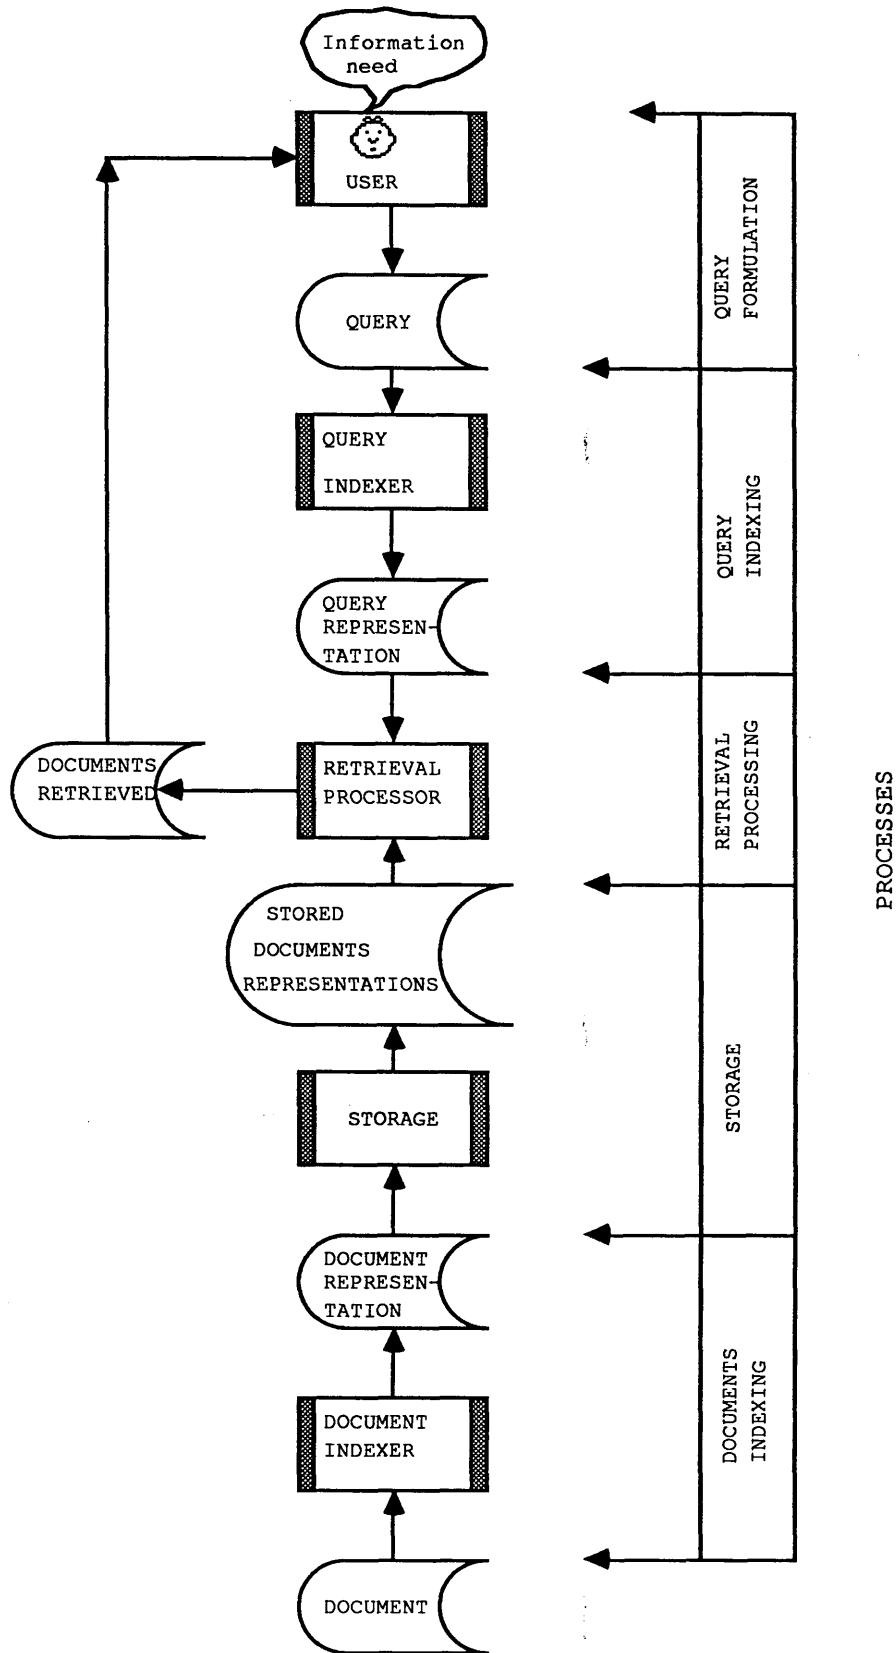 Information
need
USER
QUERY
QUERY
INDEXER
QUERY
REPRESEN-
TATION
DOCUMENTS
RETRIEVED
RETRIEVAL
PROCESSOR
STORED
DOCUMENTS
REPRESENTATIONS
STORAGE
DOCUMENT
REPRESEN-
TATION
DOCUMENT
INDEXER
DOCUMENT
QUERY
FORMULATION
QUERY
INDEXING
RETRIEVAL
PROCESSING
STORAGE
DOCUMENTS
INDEXING
PROCESSES